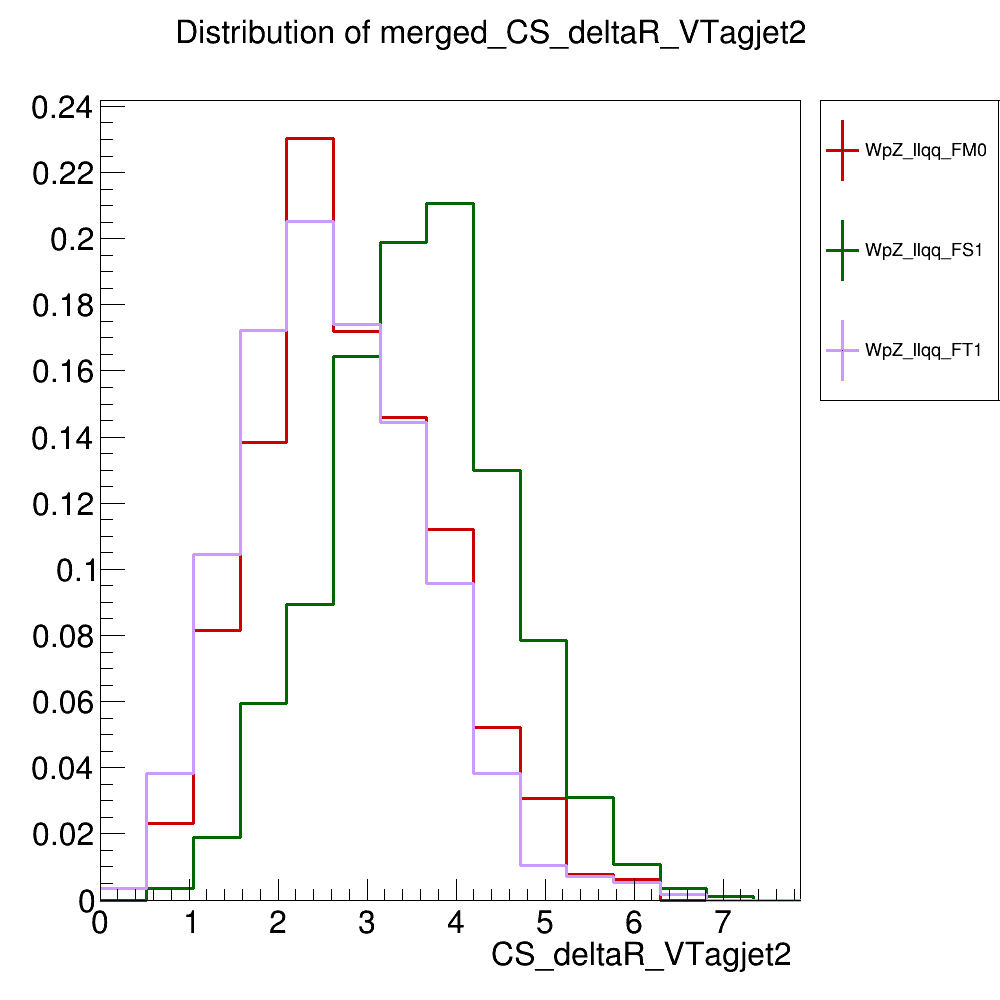 Distribution of merged_CS_deltaR_VTagjet2
0.24
0.22
0.2
0.18
0.16
0.14
0.12
0.1
0.08
0.06
0.04
0.02
0
0 1 2 3 4 5 6 7
CS_deltaR_VTagjet2
WpZ_llqq_FM0
WpZ_llqq_FS1
WpZ_llqq_FT1